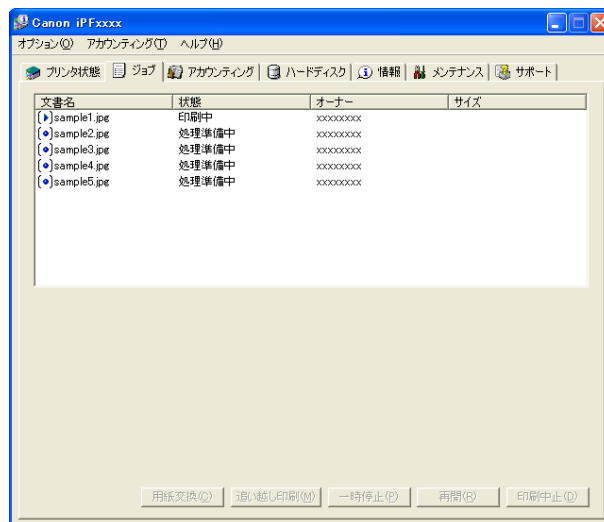 Canon iPFxxxx
オプション(O) アカウンティング(T) ヘルプ(H)
プリンタ状態 ジョブ アカウンティング ハードディスク 情報 メンテナンス サポート
文書名 状態 オーナー サイズ
sample1.jpg 印刷中 xxxxxxxx
sample2.jpg 処理準備中 xxxxxxxx
sample3.jpg 処理準備中 xxxxxxxx
sample4.jpg 処理準備中 xxxxxxxx
sample5.jpg 処理準備中 xxxxxxxx
用紙交換(C) 追い越し印刷(M) 一時停止(P) 再開(R) 印刷中止(D)